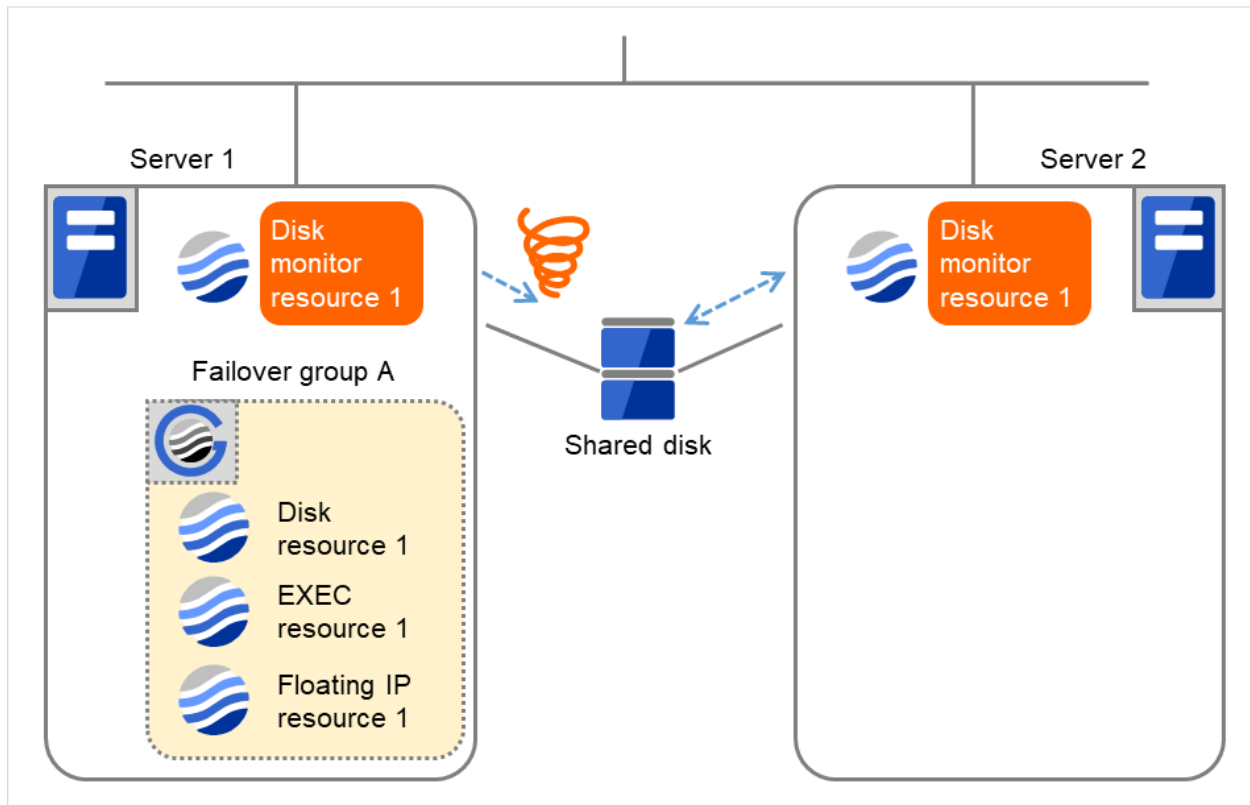 Server 1
Server 2
Disk
monitor
resource 1
Disk
monitor
resource 1
Failover group A
Shared disk
Disk
resource 1
EXEC
resource 1
Floating IP
resource 1